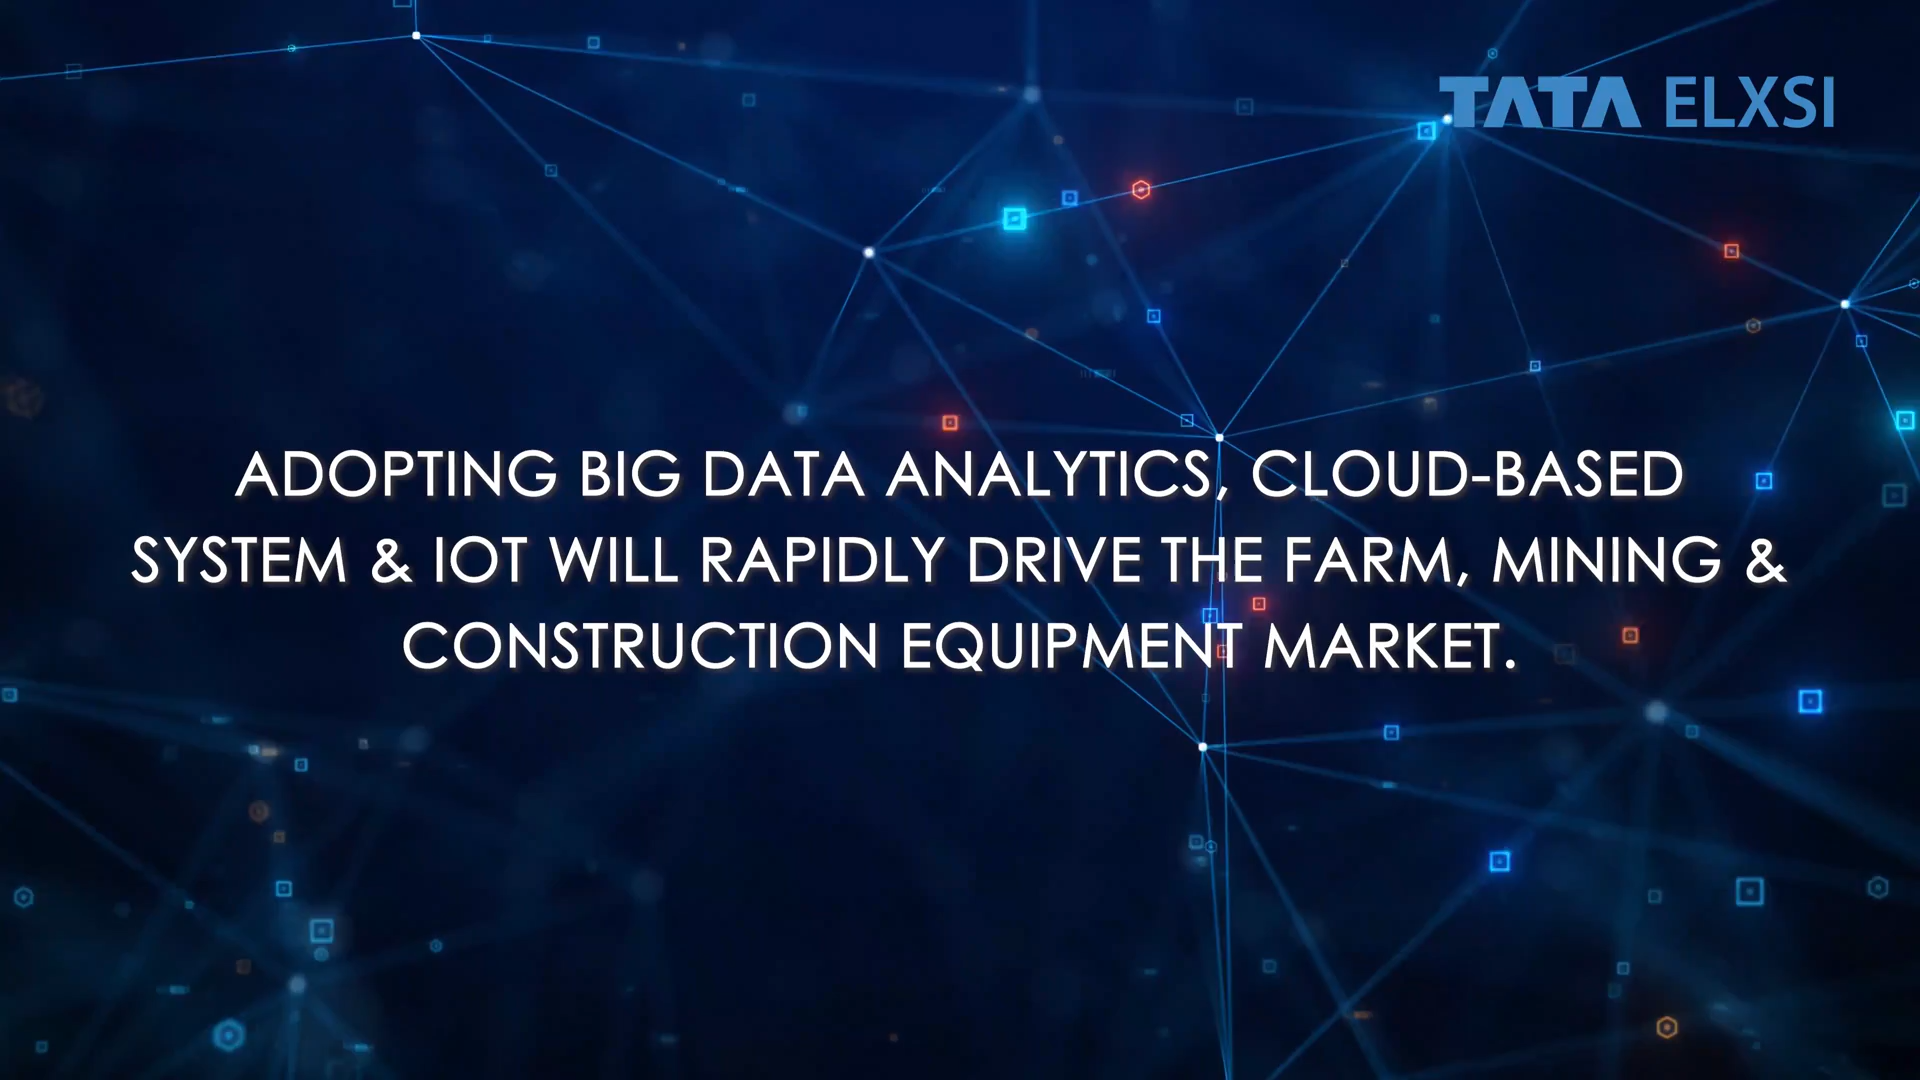 TATA ELXSI
ADOPTING BIG DATA ANALYTICS, CLOUD-BASED
SYSTEM & IOT WILL RAPIDLY DRIVE THE FARM, MINING &
CONSTRUCTION EQUIPMENT MARKET.